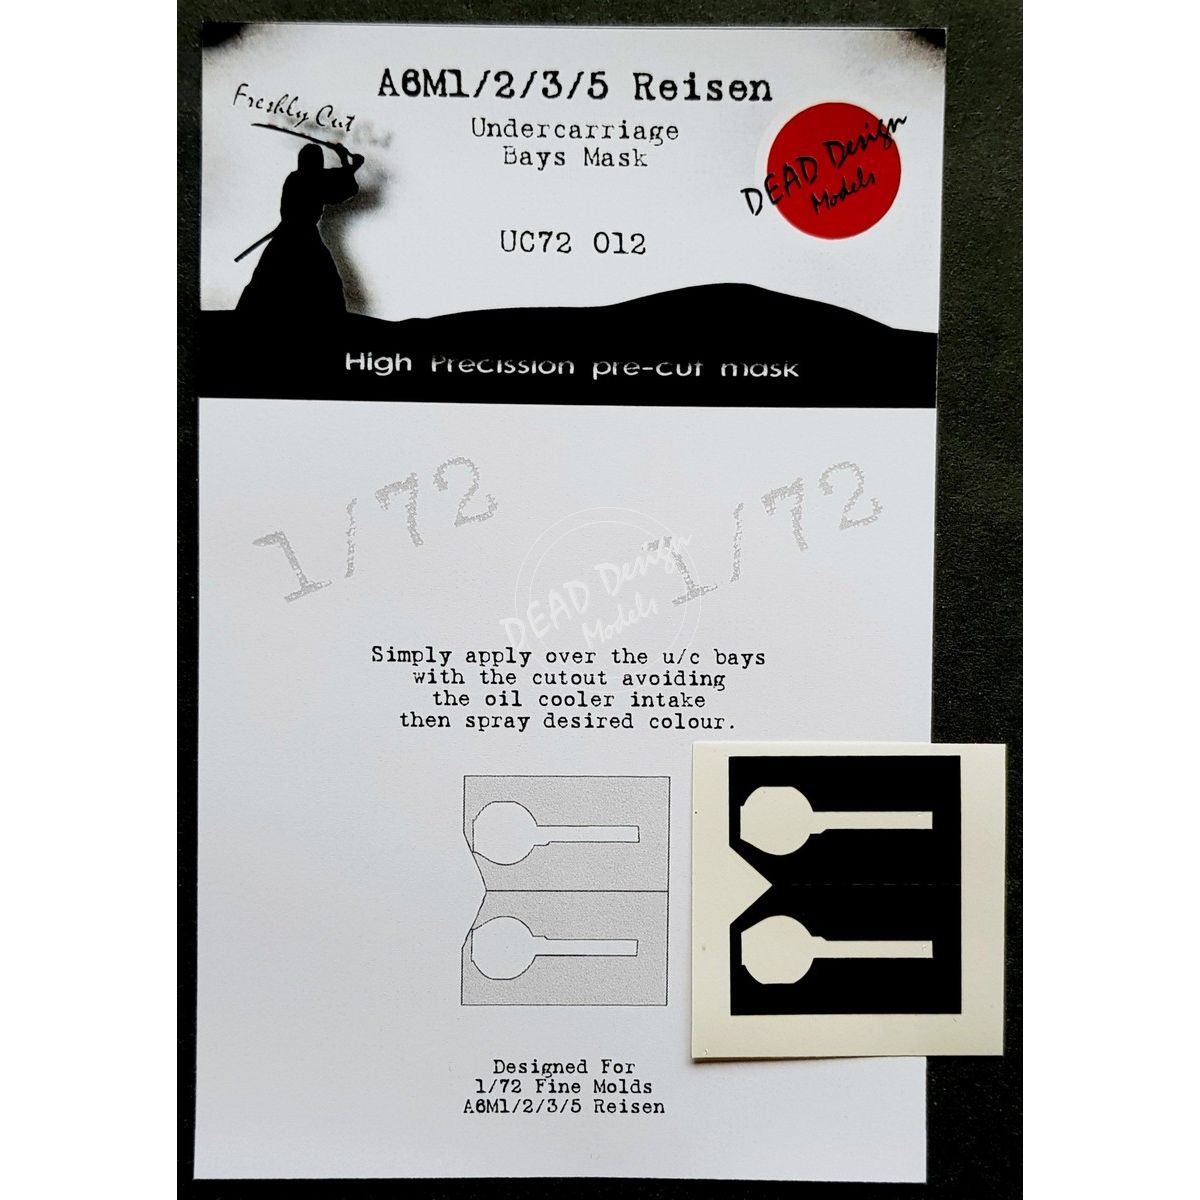 A6M1/2/3/5 Reisen
Freshly Cut
Undercarriage
Bays Mask
DEAD Design
Models
UC72 012
High Precission pre-cut mask
1/72
1/72
DEAD Design
Models
Simply apply over the u/c bays
with the cutout avoiding
the oil cooler intake
then spray desired colour.
Designed For
1/72 Fine Molds
A6M1/2/3/5 Reisen